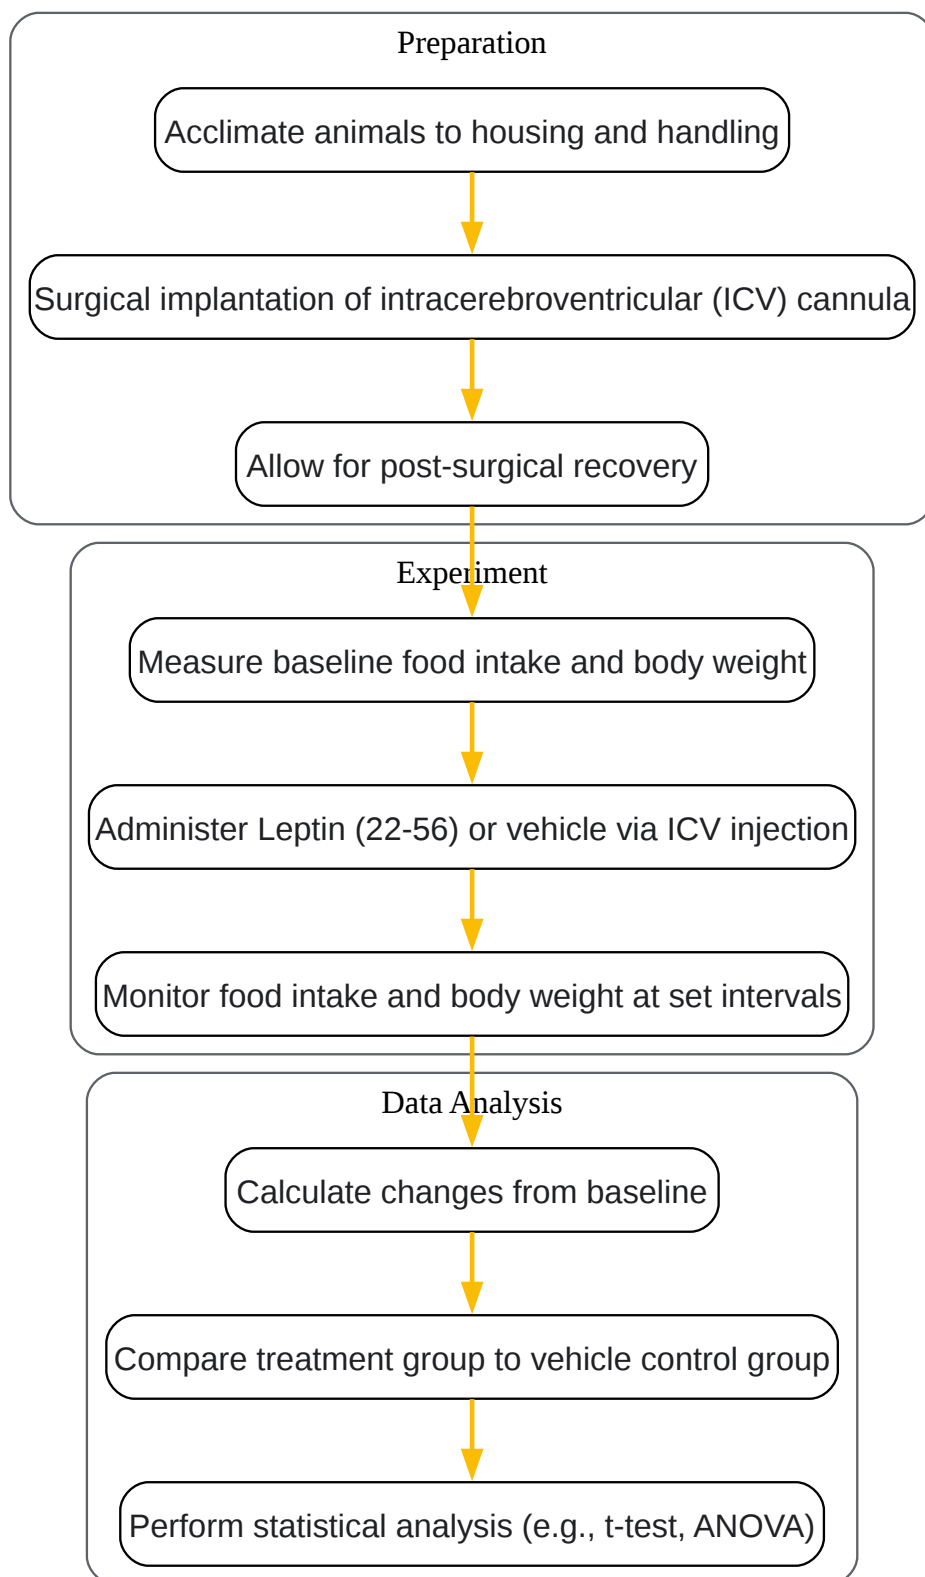 Preparation
Acclimate animals to housing and handling
Surgical implantation of intracerebroventricular (ICV) cannula
Allow for post-surgical recovery
Experiment
Measure baseline food intake and body weight
Administer Leptin (22-56) or vehicle via ICV injection
Monitor food intake and body weight at set intervals
Data Analysis
Calculate changes from baseline
Compare treatment group to vehicle control group
Perform statistical analysis (e.g., t-test, ANOVA)